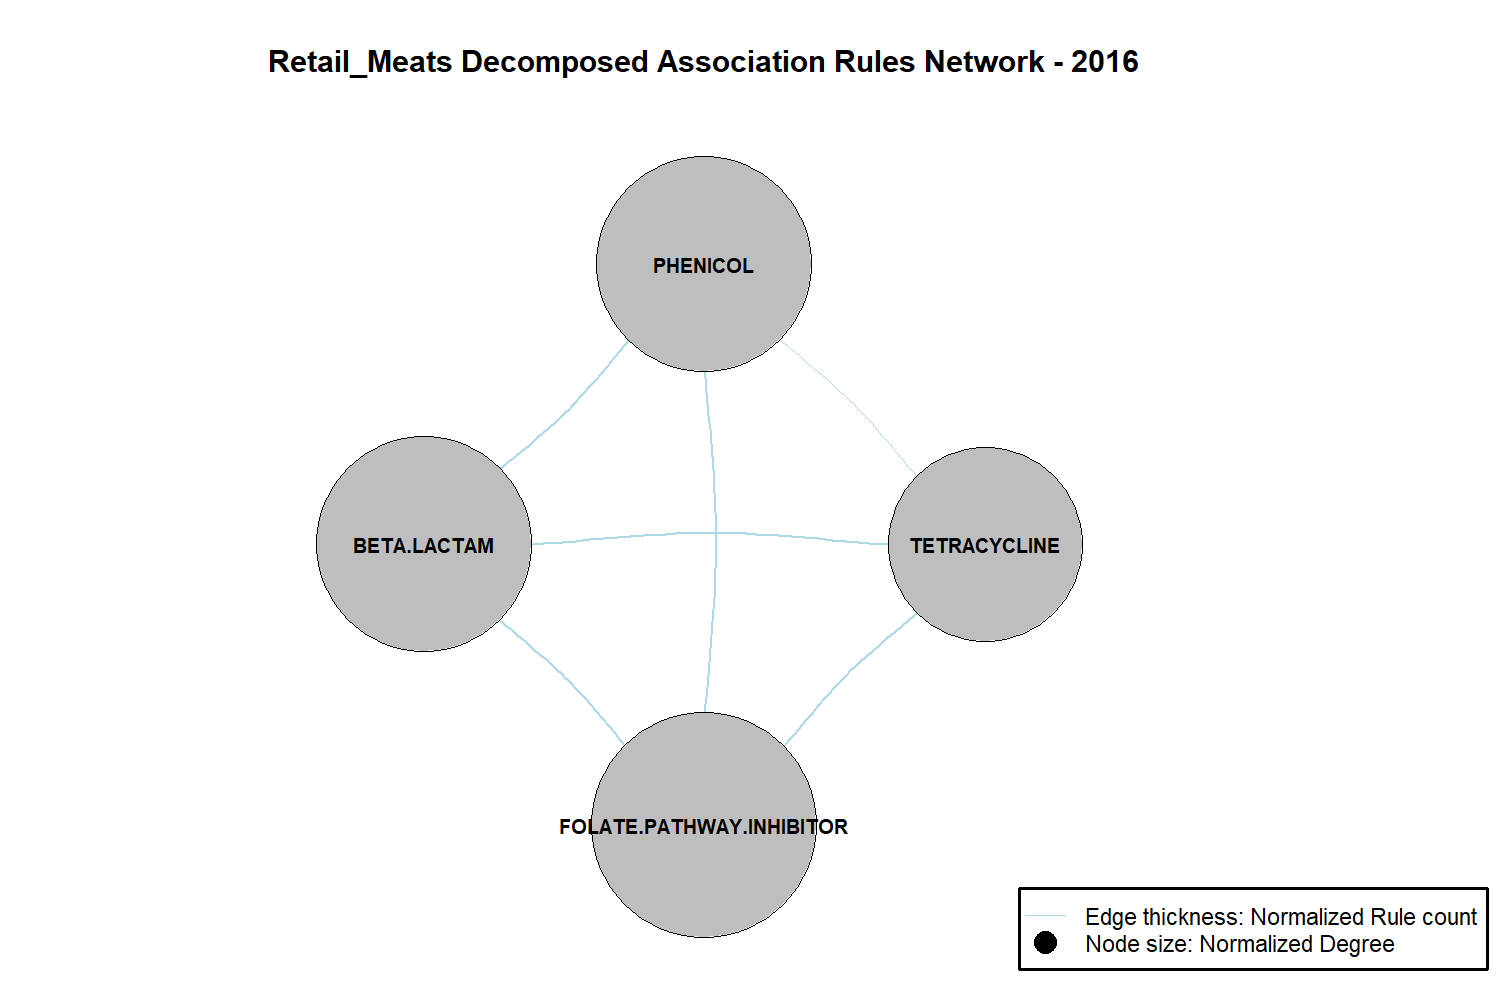 Retail_Meats Decomposed Association Rules Network - 2016
PHENICOL
BETA.LACTAM
TETRACYCLINE
FOLATE.PATHWAY.INHIBITOR
Edge thickness: Normalized Rule count
Node size: Normalized Degree